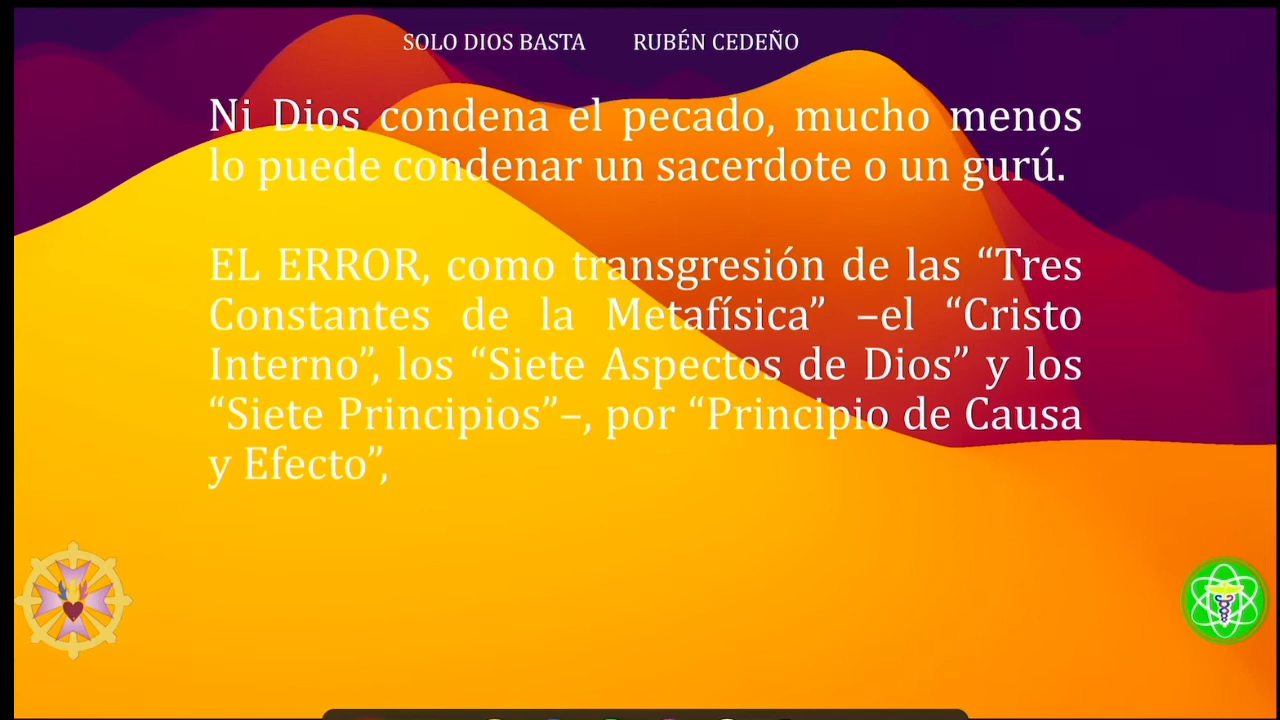 SOLO DIOS BASTA RUBÉN CEDEÑO
Ni Dios condena el pecado, mucho menos
lo puede condenar un sacerdote o un gurú.
EL ERROR, como transgresión de las “Tres
Constantes de la Metafísica” –el “Cristo
Interno”, los “Siete Aspectos de Dios” y los
“Siete Principios”–, por “Principio de Causa
y Efecto”,